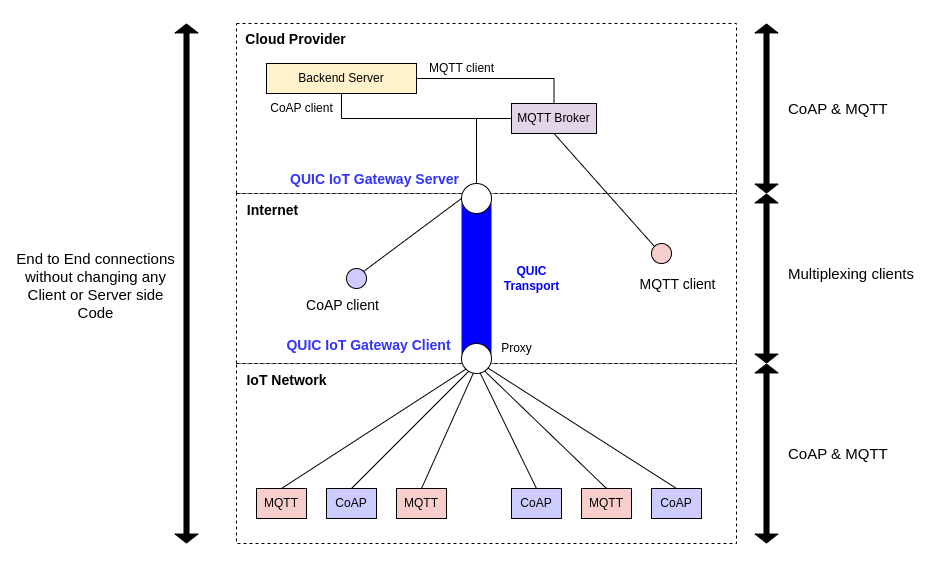 Cloud Provider
MQTT client
Backend Server
CoAP client
MQTT Broker
CoAP & MQTT
QUIC IoT Gateway Server
Internet
End to End connections
without changing any
Client or Server side
Code
QUIC
Transport
Multiplexing clients
MQTT client
CoAP client
QUIC IoT Gateway Client
Proxy
IoT Network
CoAP & MQTT
MQTT
CoAP
MQTT
CoAP
MQTT
CoAP